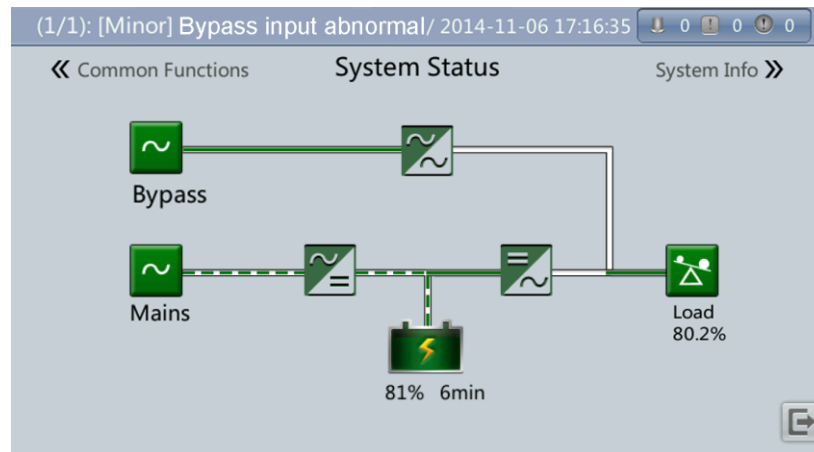 (1/1): [Minor] Bypass input abnormal/ 2014-11-06 17:16:35 0 0 0
Common Functions System Status System Info
Bypass
Mains
Load
80.2%
81% 6min